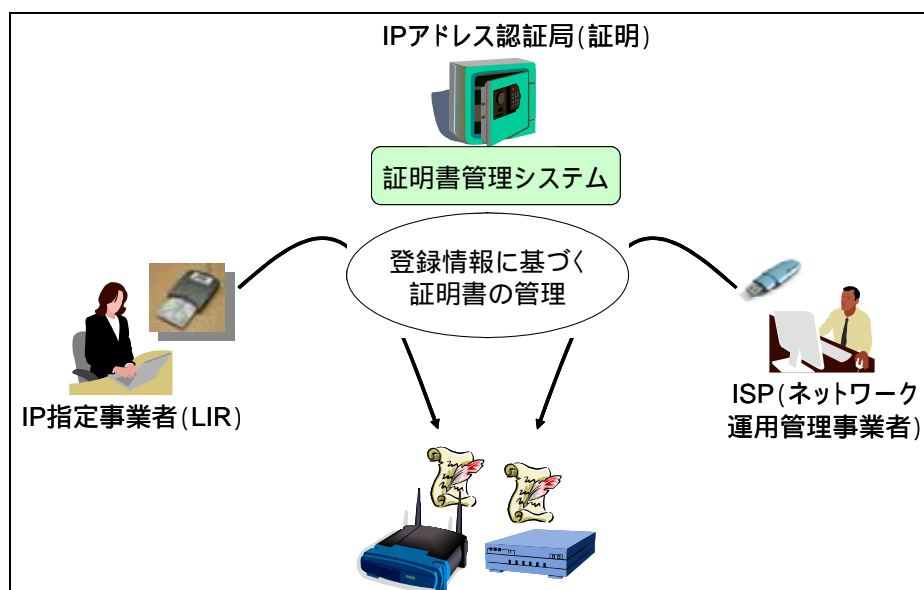 IPアドレス認証局(証明)
証明書管理システム
登録情報に基づく
証明書の管理
IP指定事業者(LIR)
ISP(ネットワーク
運用管理事業者)